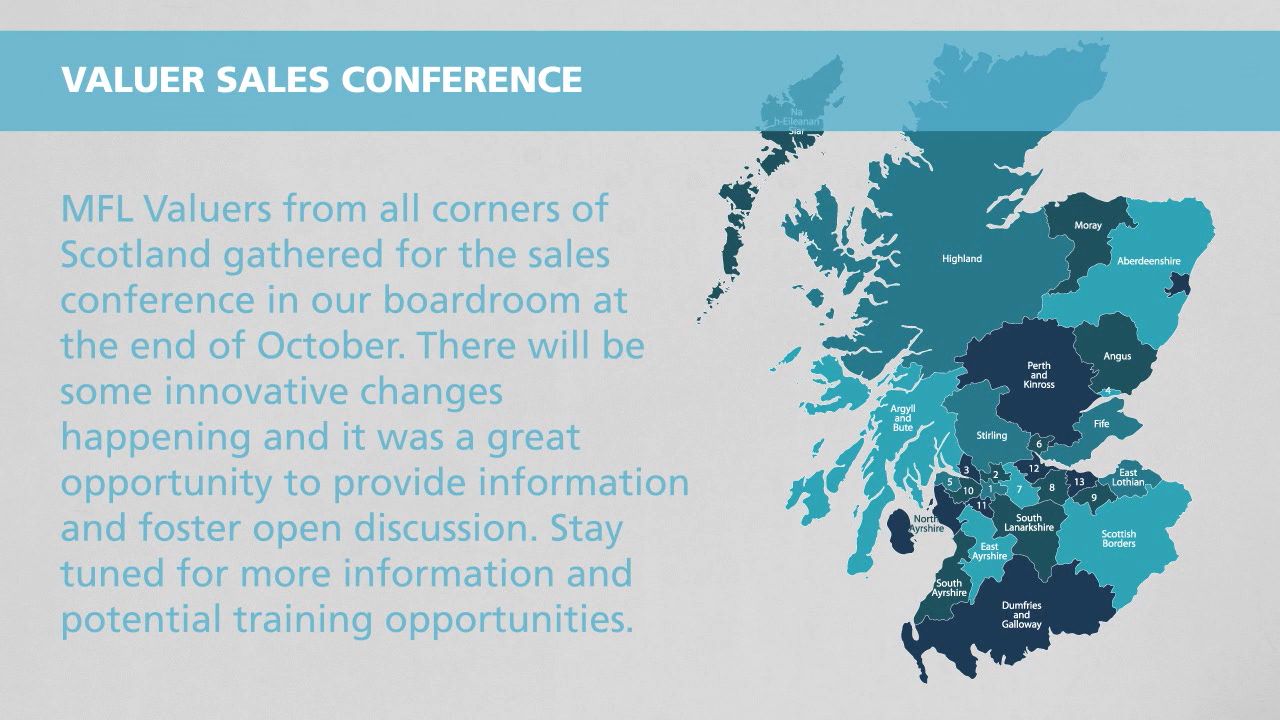 VALUER SALES CONFERENCE
MFL Valuers from all corners of
Scotland gathered for the sales
conference in our boardroom at
the end of October. There will be
some innovative changes
happening and it was a great
opportunity to provide information
and foster open discussion. Stay
tuned for more information and
potential training opportunities.
Na
h-Eileanan
Siar
Highland
Moray
Aberdeenshire
Perth
and
Kinross
Angus
4
Argyll
and
Bute
Stirling
Fife
6
3
2
12
5
10
1
7
8
13
9
11
East
Lothian
North
Ayrshire
South
Lanarkshire
East
Ayrshire
Scottish
Borders
South
Ayrshire
Dumfries
and
Galloway